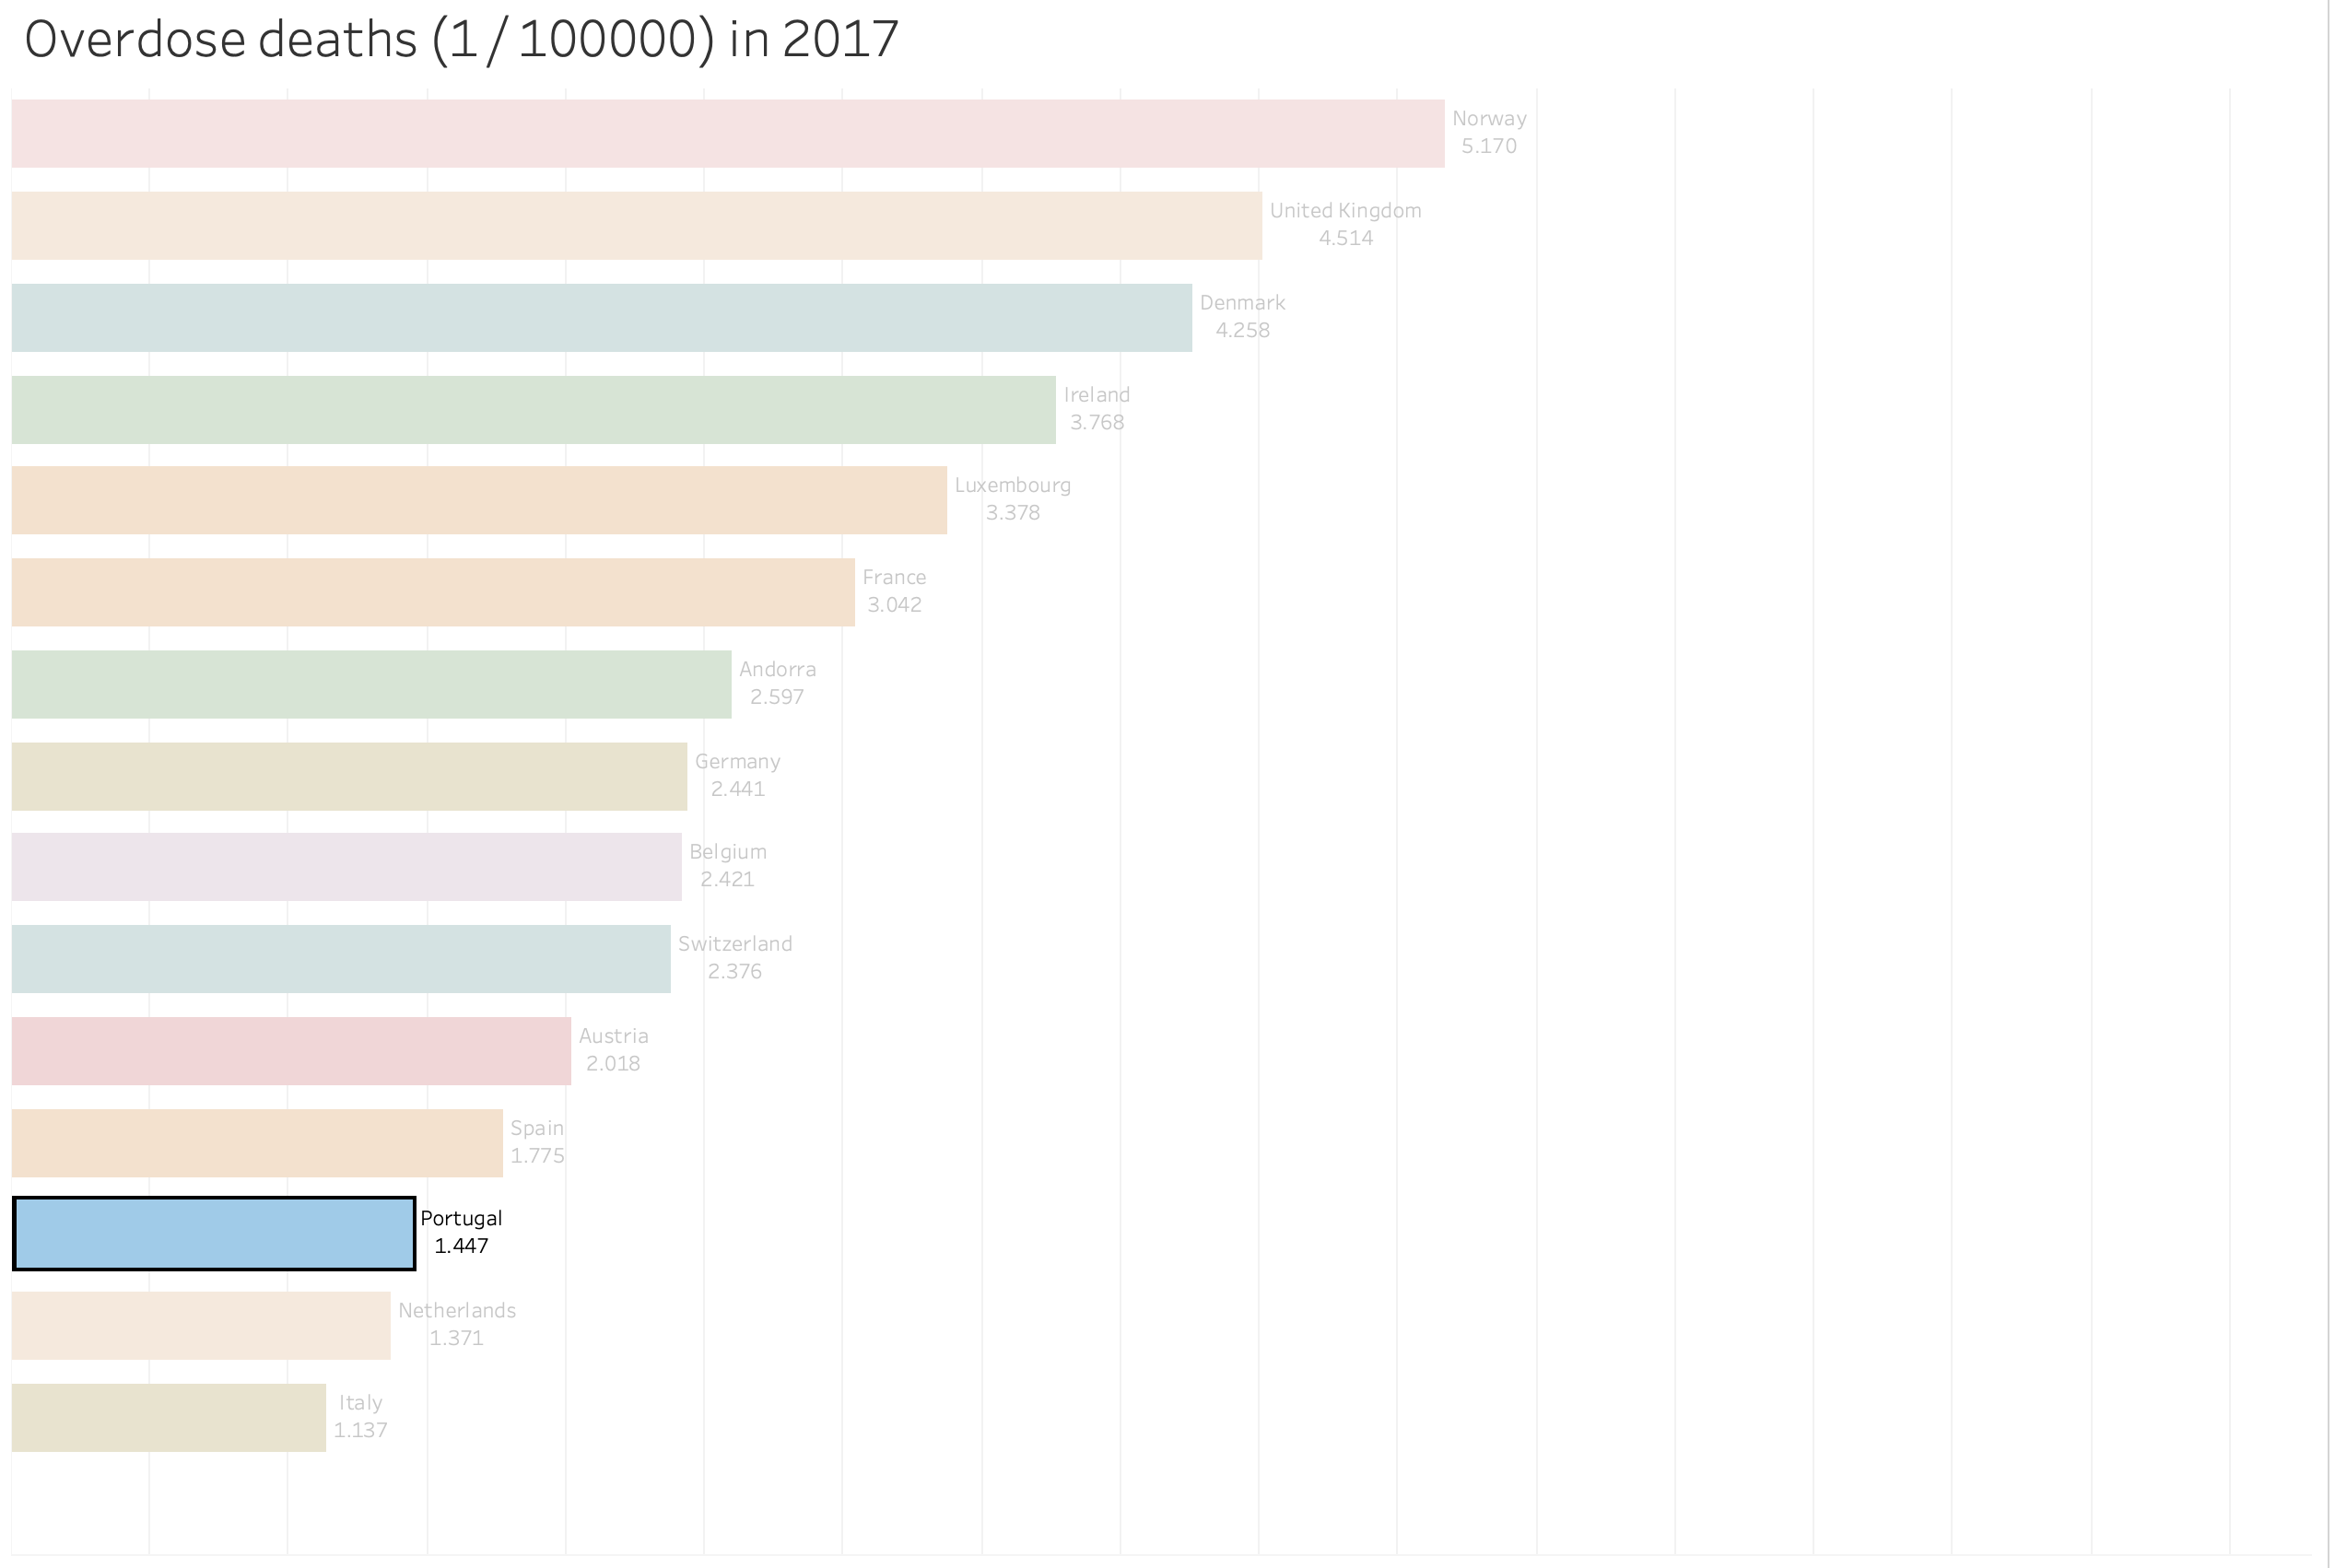 Overdose deaths (1 / 100000) in 2017
Norway
5.170
United Kingdom
4.514
Denmark
4.258
Ireland
3.768
Luxembourg
3.378
France
3.042
Andorra
2.597
Germany
2.441
Belgium
2.421
Switzerland
2.376
Austria
2.018
Spain
1.775
Portugal
1.447
Netherlands
1.371
Italy
1.137